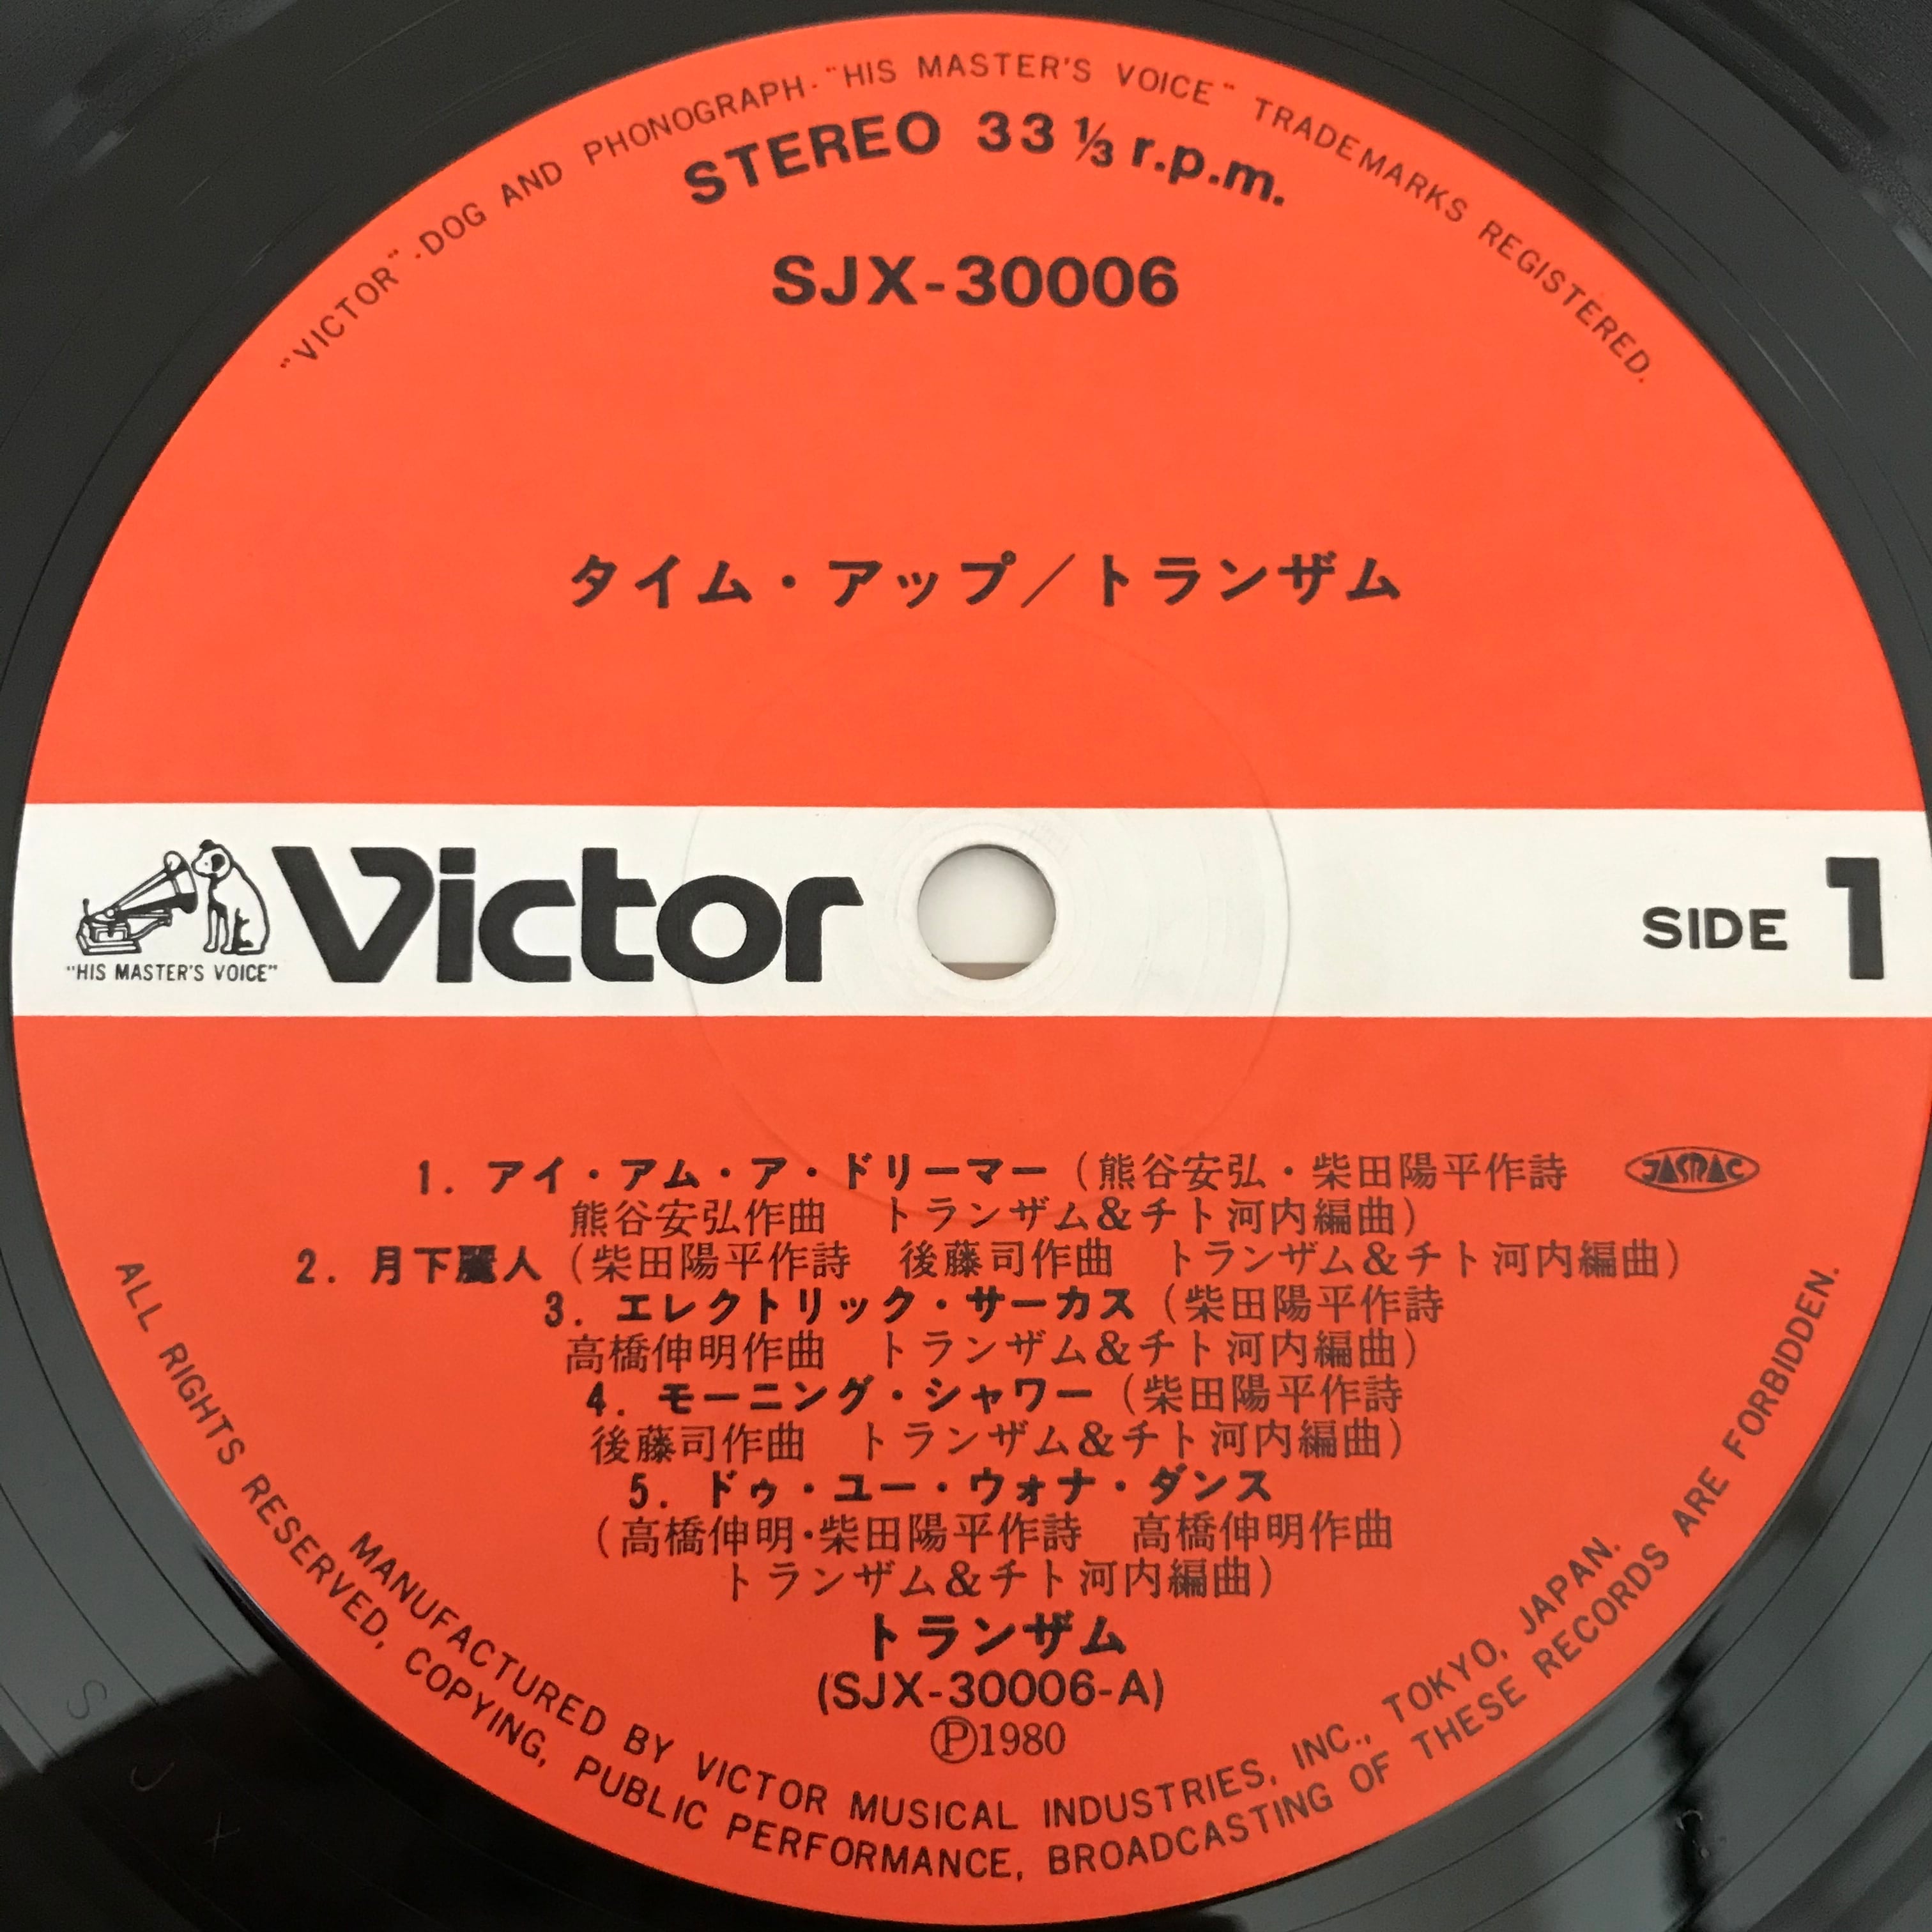 "VICTOR"-DOG AND PHONOGRAPH-"HIS MASTER'S VOICE" TRADEMARKS REGISTERED.
STEREO 33 1/3 r.p.m.
SJX-30006
タイム・アップ／トランザム
"HIS MASTER'S VOICE"
Victor
SIDE 1
1. アイ・アム・ア・ドリーマー（熊谷安弘・柴田陽平作詩
JASRAC
熊谷安弘作曲　トランザム&チト河内編曲）
2. 月下麗人（柴田陽平作詩　後藤司作曲　トランザム&チト河内編曲）
3. エレクトリック・サーカス（柴田陽平作詩
高橋伸明作曲　トランザム&チト河内編曲）
4. モーニング・シャワー（柴田陽平作詩
後藤司作曲　トランザム&チト河内編曲）
5. ドゥ・ユー・ウォナ・ダンス
（高橋伸明・柴田陽平作詩　高橋伸明作曲
トランザム&チト河内編曲）
トランザム
(SJX-30006-A)
Ⓟ1980
MANUFACTURED BY VICTOR MUSICAL INDUSTRIES, INC., TOKYO, JAPAN.
ALL RIGHTS RESERVED, COPYING, PUBLIC PERFORMANCE, BROADCASTING OF THESE RECORDS ARE FORBIDDEN.
S J X